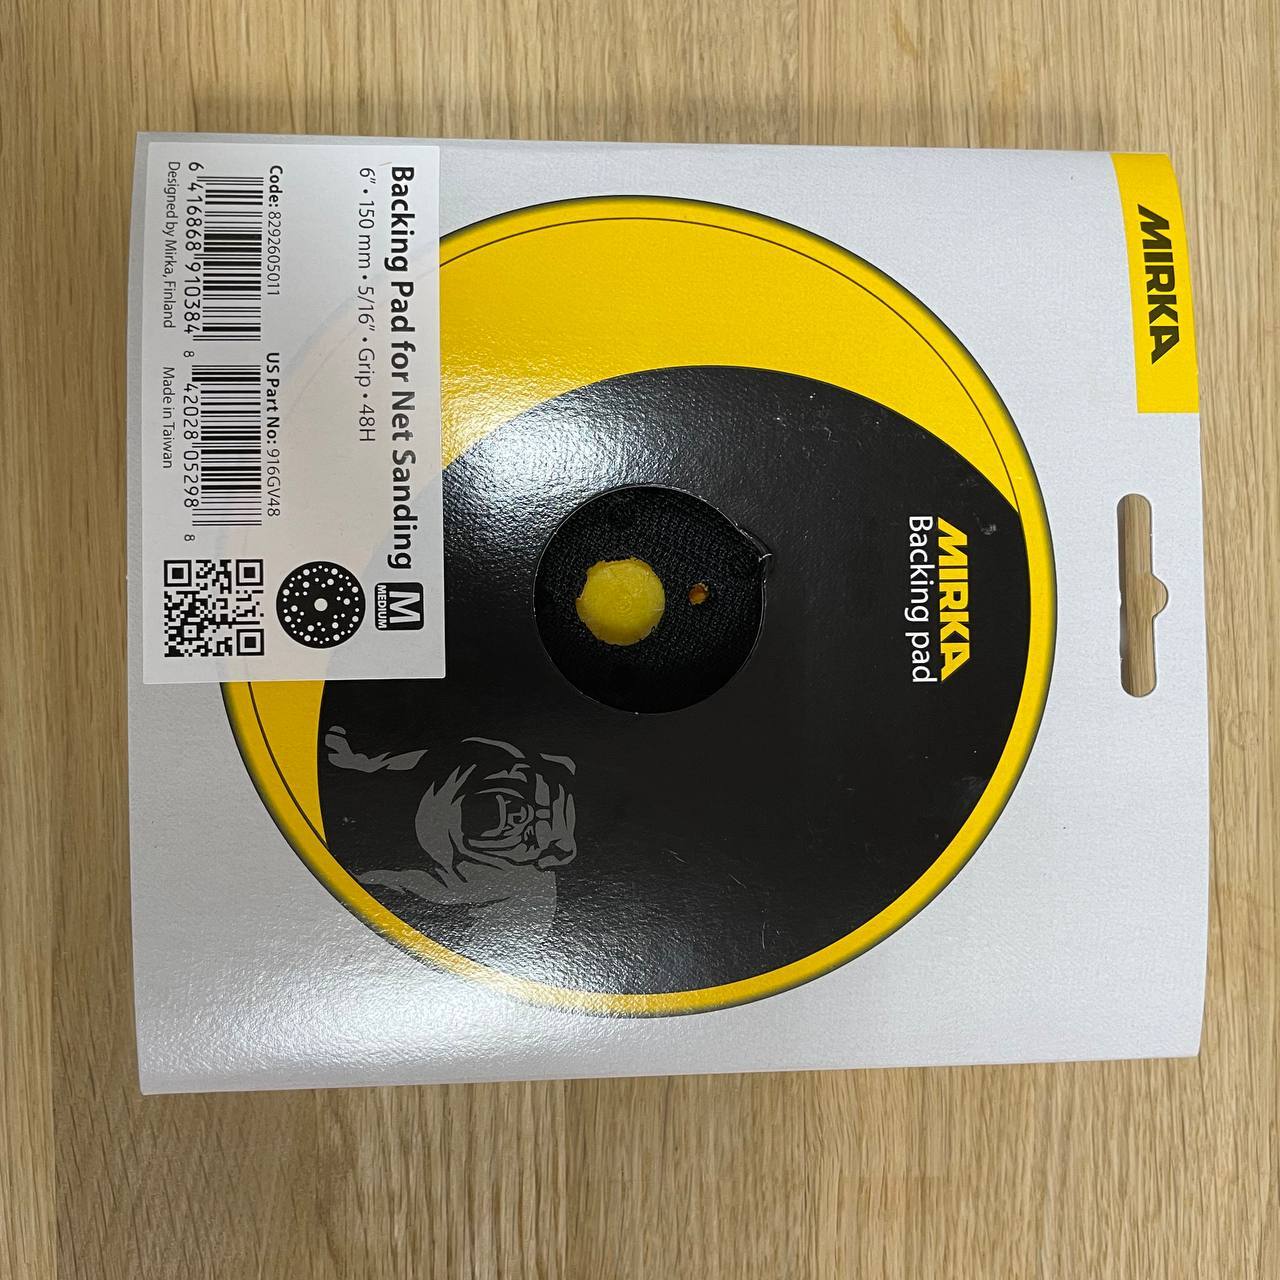 MIRKA
MIRKA
Backing pad
Backing Pad for Net Sanding
M
MEDIUM
6” • 150 mm • 5/16” • Grip • 48H
Code: 8292605011
US Part No: 916GV48
6 416868 910384
8 42028 05298 8
Designed by Mirka, Finland
Made in Taiwan